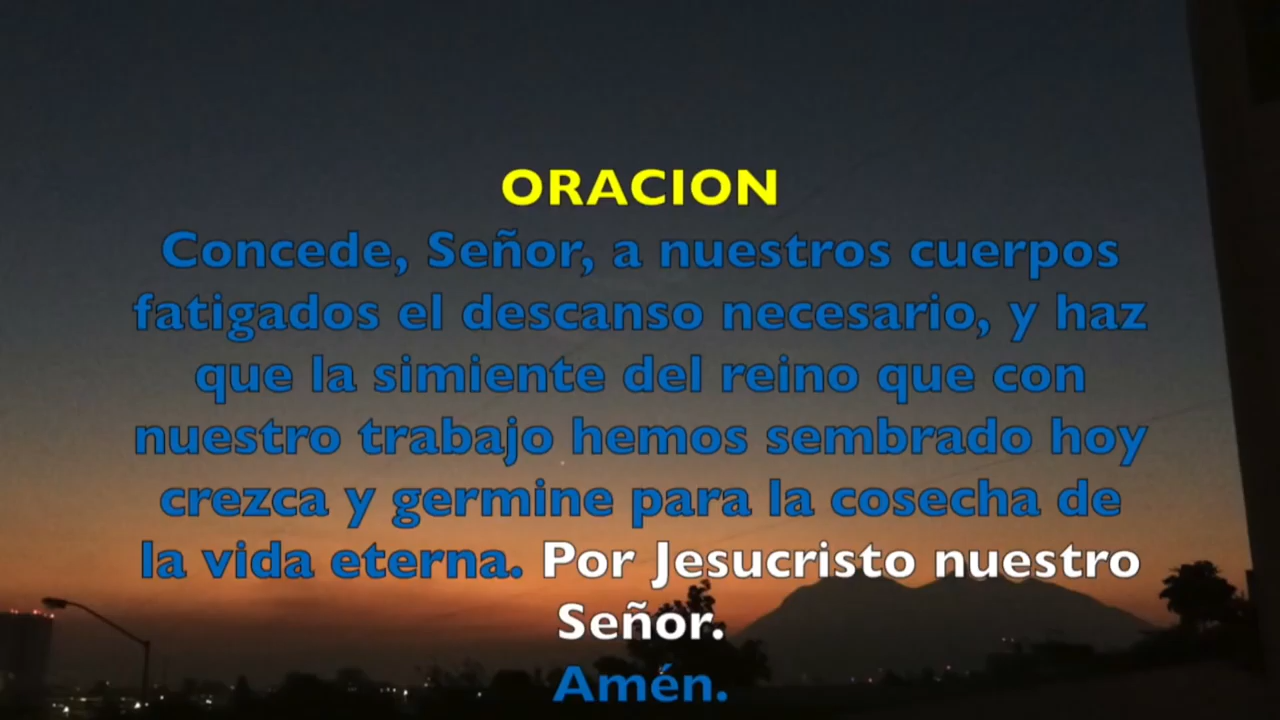 ORACION
Concede, Señor, a nuestros cuerpos
fatigados el descanso necesario, y haz
que la simiente del reino que con
nuestro trabajo hemos sembrado hoy
crezca y germine para la cosecha de
la vida eterna. Por Jesucristo nuestro
Señor.
Amén.